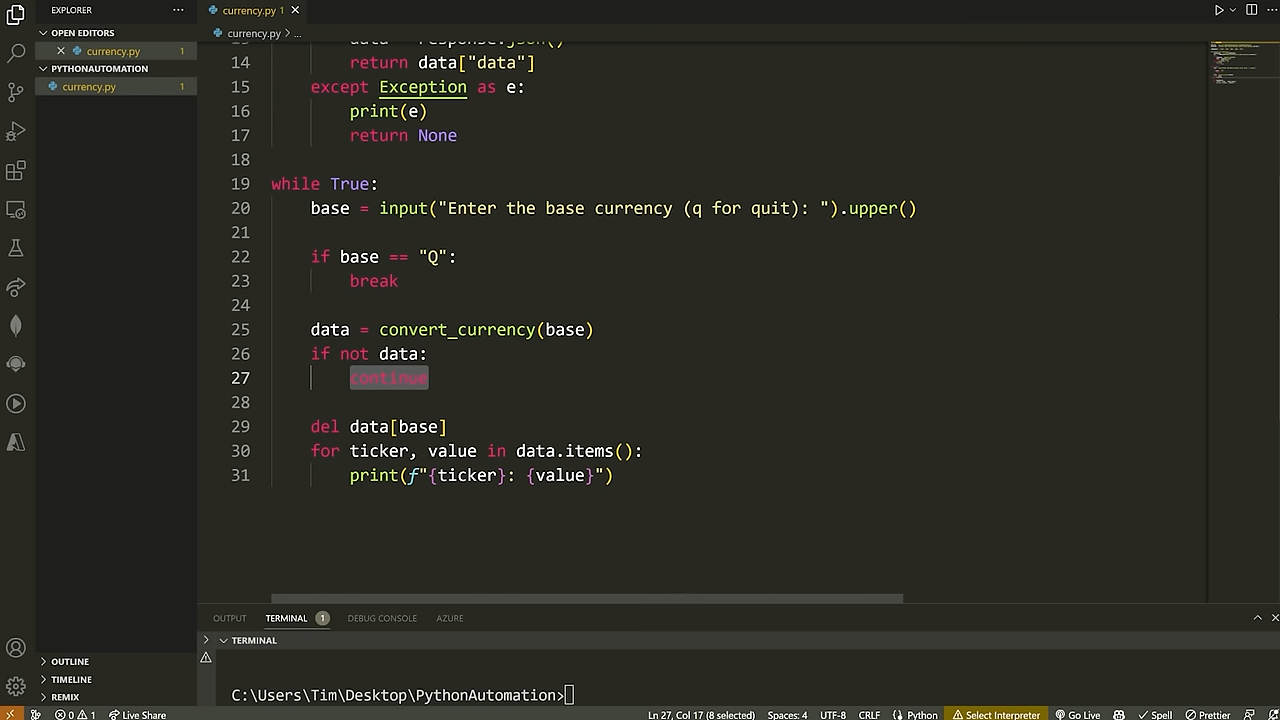 EXPLORER
···
OPEN EDITORS
currency.py 1
PYTHONAUTOMATION
currency.py 1
OUTLINE
TIMELINE
REMIX
currency.py 1
currency.py > ...
13 data = response.json()
14 return data["data"]
15 except Exception as e:
16 print(e)
17 return None
18
19 while True:
20 base = input("Enter the base currency (q for quit): ").upper()
21
22 if base == "Q":
23 break
24
25 data = convert_currency(base)
26 if not data:
27 continue
28
29 del data[base]
30 for ticker, value in data.items():
31 print(f"{ticker}: {value}")
OUTPUT TERMINAL 1 DEBUG CONSOLE AZURE
TERMINAL
C:\Users\Tim\Desktop\PythonAutomation>
0 1 Live Share Ln 27, Col 17 (8 selected) Spaces: 4 UTF-8 CRLF Python Select Interpreter Go Live Spell Prettier